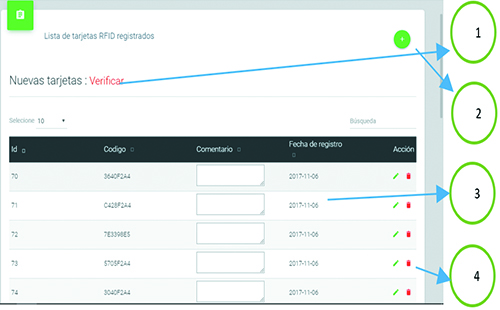 Lista de tarjetas RFID registrados
Nuevas tarjetas : Verificar
Selecione 10 Búsqueda
Id Codigo Comentario Fecha de registro Acción
70 3640F2A4 2017-11-06
71 C428F2A4 2017-11-06
72 7E3398E5 2017-11-06
73 5705F2A4 2017-11-06
74 3040F2A4 2017-11-06
1
2
3
4